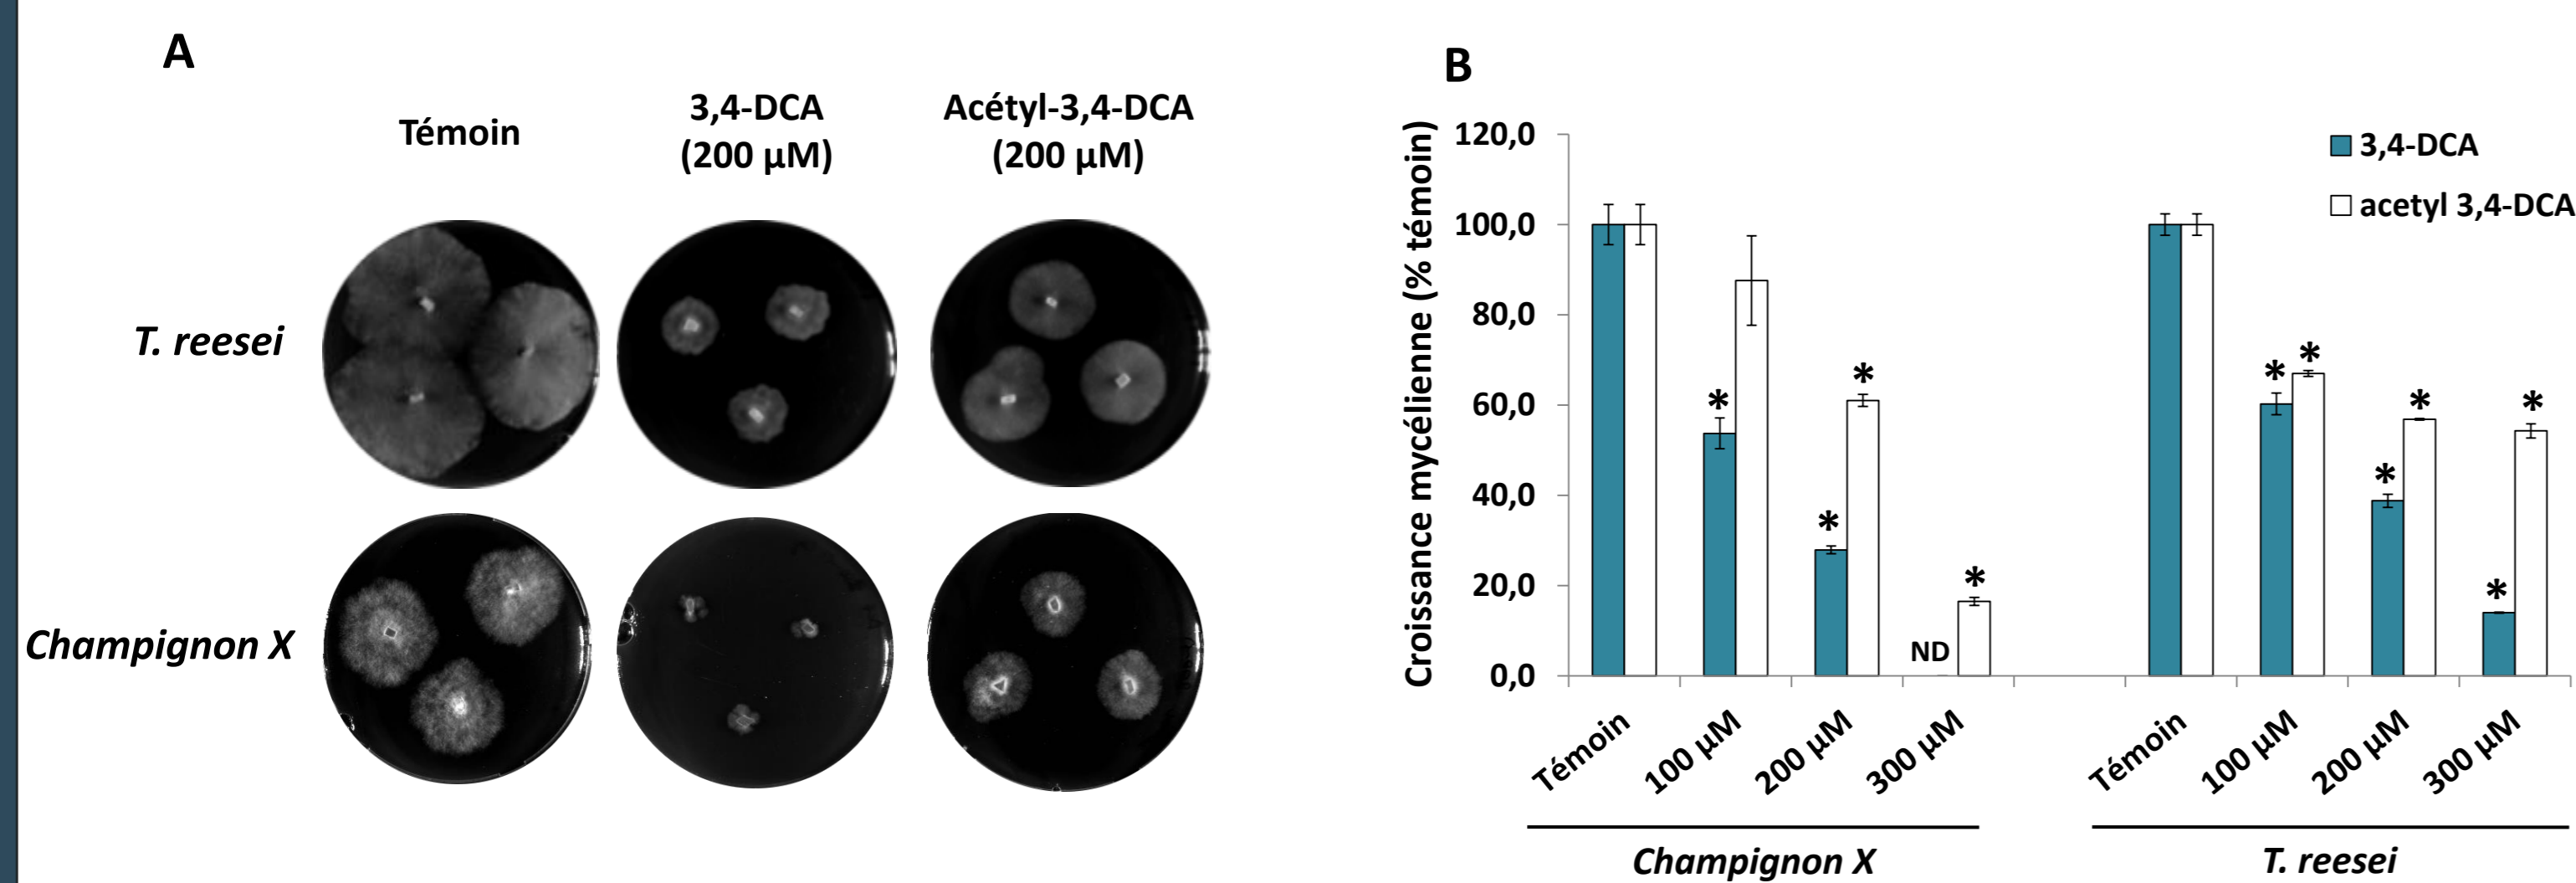 A
Témoin
3,4-DCA
(200 µM)
Acétyl-3,4-DCA
(200 µM)
T. reesei
Champignon X
B
Croissance mycélienne (% témoin)
120,0
100,0
80,0
60,0
40,0
20,0
0,0
3,4-DCA
acetyl 3,4-DCA
*
*
*
ND
*
*
*
*
*
*
*
*
Témoin
100 µM
200 µM
300 µM
Témoin
100 µM
200 µM
300 µM
Champignon X
T. reesei